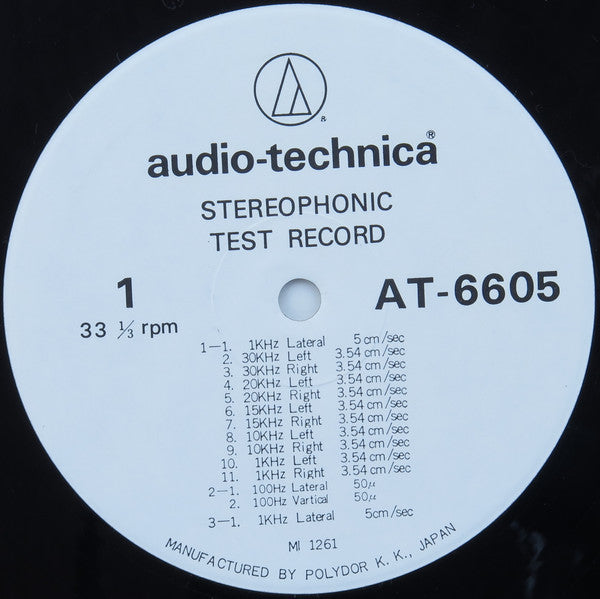 audio-technica®
STEREOPHONIC
TEST RECORD
1
AT-6605
33 ⅓ rpm
1—1. 1KHz Lateral 5cm/sec
2. 30KHz Left 3.54cm/sec
3. 30KHz Right 3.54cm/sec
4. 20KHz Left 3.54cm/sec
5. 20KHz Right 3.54cm/sec
6. 15KHz Left 3.54cm/sec
7. 15KHz Right 3.54cm/sec
8. 10KHz Left 3.54cm/sec
9. 10KHz Right 3.54cm/sec
10. 1KHz Left 3.54cm/sec
11. 1KHz Right 3.54cm/sec
2—1. 100Hz Lateral 50μ
2. 100Hz Vartical 50μ
3—1. 1KHz Lateral 5cm/sec
MI 1261
MANUFACTURED BY POLYDOR K. K., JAPAN